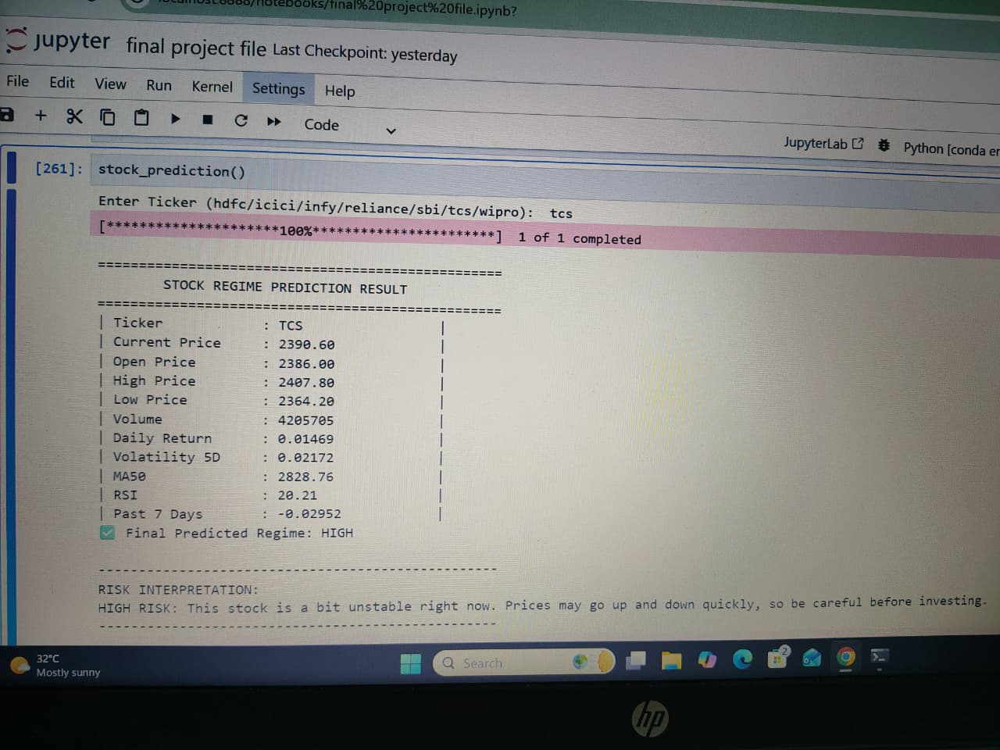 localhost:8888/notebooks/final%20project%20file.ipynb?
jupyter final project file Last Checkpoint: yesterday
File Edit View Run Kernel Settings Help
Code
JupyterLab Python [conda
[261]: stock_prediction()
Enter Ticker (hdfc/icici/infy/reliance/sbi/tcs/wipro): tcs
[*********************100%***********************] 1 of 1 completed
==================================================
STOCK REGIME PREDICTION RESULT
==================================================
| Ticker : TCS |
| Current Price : 2390.60 |
| Open Price : 2386.00 |
| High Price : 2407.80 |
| Low Price : 2364.20 |
| Volume : 4205705 |
| Daily Return : 0.01469 |
| Volatility 5D : 0.02172 |
| MA50 : 2828.76 |
| RSI : 20.21 |
| Past 7 Days : -0.02952 |
✅ Final Predicted Regime: HIGH
--------------------------------------------------
RISK INTERPRETATION:
HIGH RISK: This stock is a bit unstable right now. Prices may go up and down quickly, so be careful before investing.
--------------------------------------------------
32°C
Mostly sunny
Search
2
hp